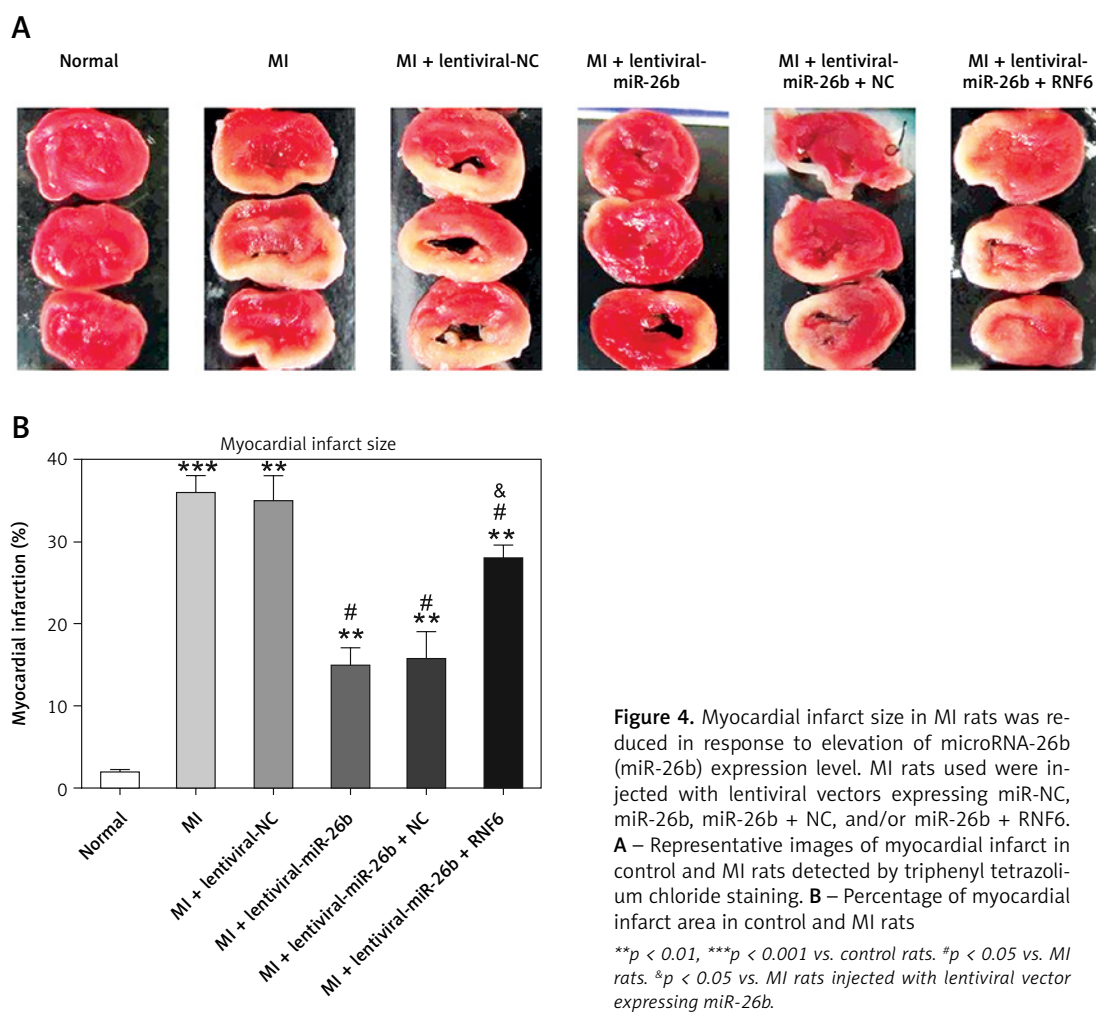 A
Normal
MI
MI + lentiviral-NC
MI + lentiviral-
miR-26b
MI + lentiviral-
miR-26b + NC
MI + lentiviral-
miR-26b + RNF6
B
Myocardial infarct size
Myocardial infarction (%)
40
30
20
10
0
***
**
#
**
#
**
&
#
**
Normal
MI
MI + lentiviral-NC
MI + lentiviral-miR-26b
MI + lentiviral-miR-26b + NC
MI + lentiviral-miR-26b + RNF6
Figure 4. Myocardial infarct size in MI rats was re-
duced in response to elevation of microRNA-26b
(miR-26b) expression level. MI rats used were in-
jected with lentiviral vectors expressing miR-NC,
miR-26b, miR-26b + NC, and/or miR-26b + RNF6.
A – Representative images of myocardial infarct in
control and MI rats detected by triphenyl tetrazoli-
um chloride staining. B – Percentage of myocardial
infarct area in control and MI rats
**p < 0.01, ***p < 0.001 vs. control rats. #p < 0.05 vs. MI
rats. &p < 0.05 vs. MI rats injected with lentiviral vector
expressing miR-26b.